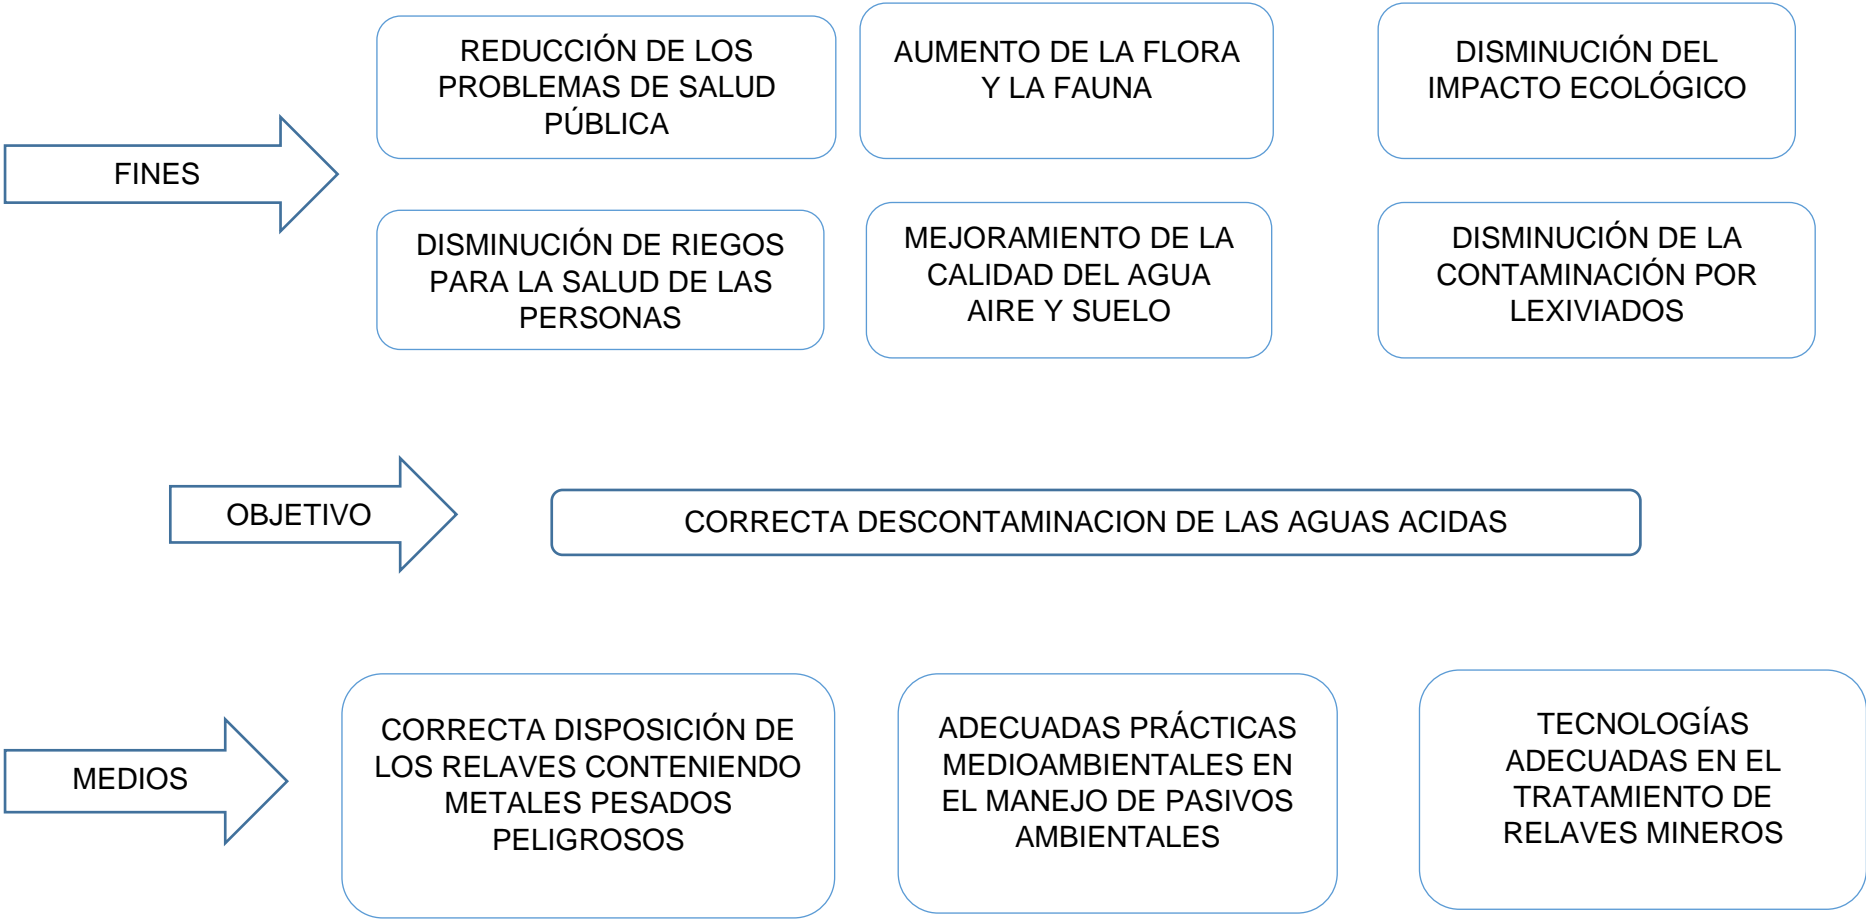 FINES
REDUCCIÓN DE LOS
PROBLEMAS DE SALUD
PÚBLICA
AUMENTO DE LA FLORA
Y LA FAUNA
DISMINUCIÓN DEL
IMPACTO ECOLÓGICO
DISMINUCIÓN DE RIEGOS
PARA LA SALUD DE LAS
PERSONAS
MEJORAMIENTO DE LA
CALIDAD DEL AGUA
AIRE Y SUELO
DISMINUCIÓN DE LA
CONTAMINACIÓN POR
LEXIVIADOS
OBJETIVO
CORRECTA DESCONTAMINACION DE LAS AGUAS ACIDAS
MEDIOS
CORRECTA DISPOSICIÓN DE
LOS RELAVES CONTENIENDO
METALES PESADOS
PELIGROSOS
ADECUADAS PRÁCTICAS
MEDIOAMBIENTALES EN
EL MANEJO DE PASIVOS
AMBIENTALES
TECNOLOGÍAS
ADECUADAS EN EL
TRATAMIENTO DE
RELAVES MINEROS